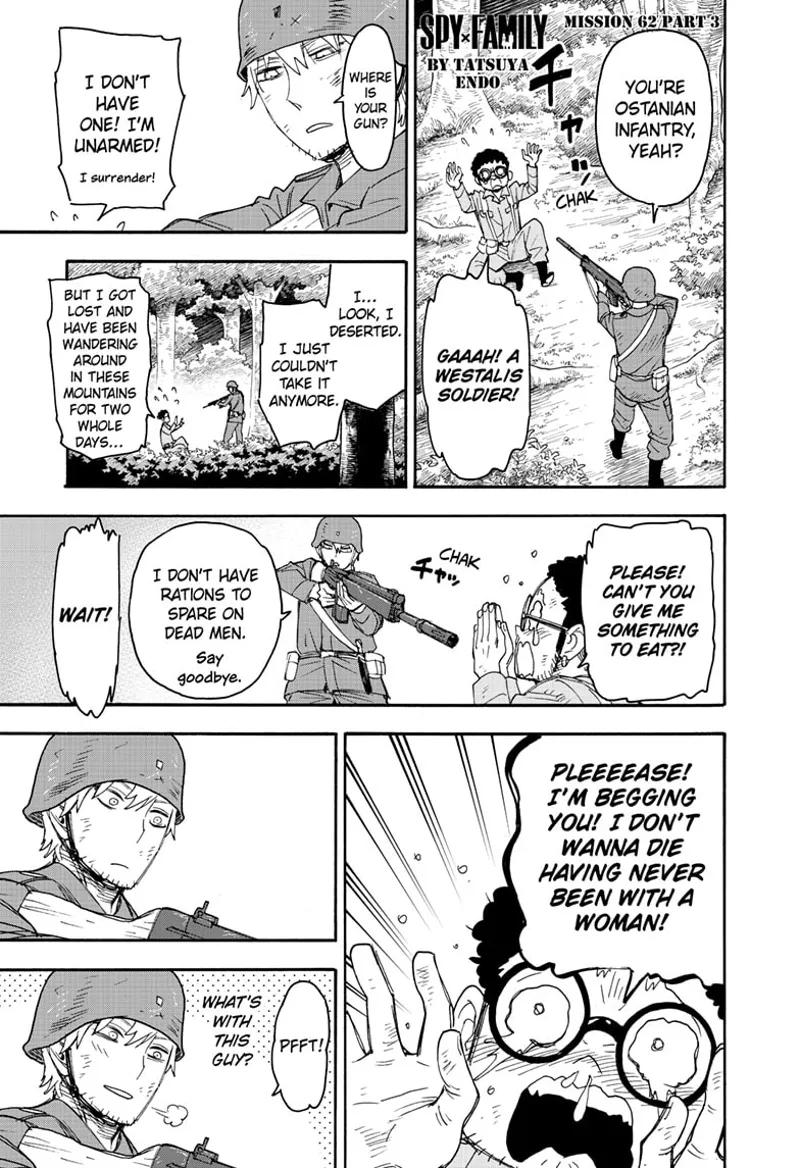 SPY×FAMILY
MISSION 62 PART 3
BY TATSUYA
ENDO
YOU'RE
OSTANIAN
INFANTRY,
YEAH?
チャッ
CHAK
GAAAH! A
WESTALIS
SOLDIER!
WHERE
IS
YOUR
GUN?
I DON'T
HAVE
ONE! I'M
UNARMED!
I surrender!
I...
LOOK, I
DESERTED.
I JUST
COULDN'T
TAKE IT
ANYMORE.
BUT I GOT
LOST AND
HAVE BEEN
WANDERING
AROUND
IN THESE
MOUNTAINS
FOR TWO
WHOLE
DAYS...
PLEASE!
CAN'T YOU
GIVE ME
SOMETHING
TO EAT?!
CHAK
チャッ
I DON'T HAVE
RATIONS TO
SPARE ON
DEAD MEN.
Say
goodbye.
WAIT!
PLEEEEASE!
I'M BEGGING
YOU! I DON'T
WANNA DIE
HAVING NEVER
BEEN WITH A
WOMAN!
PFFT!
WHAT'S
WITH
THIS
GUY?